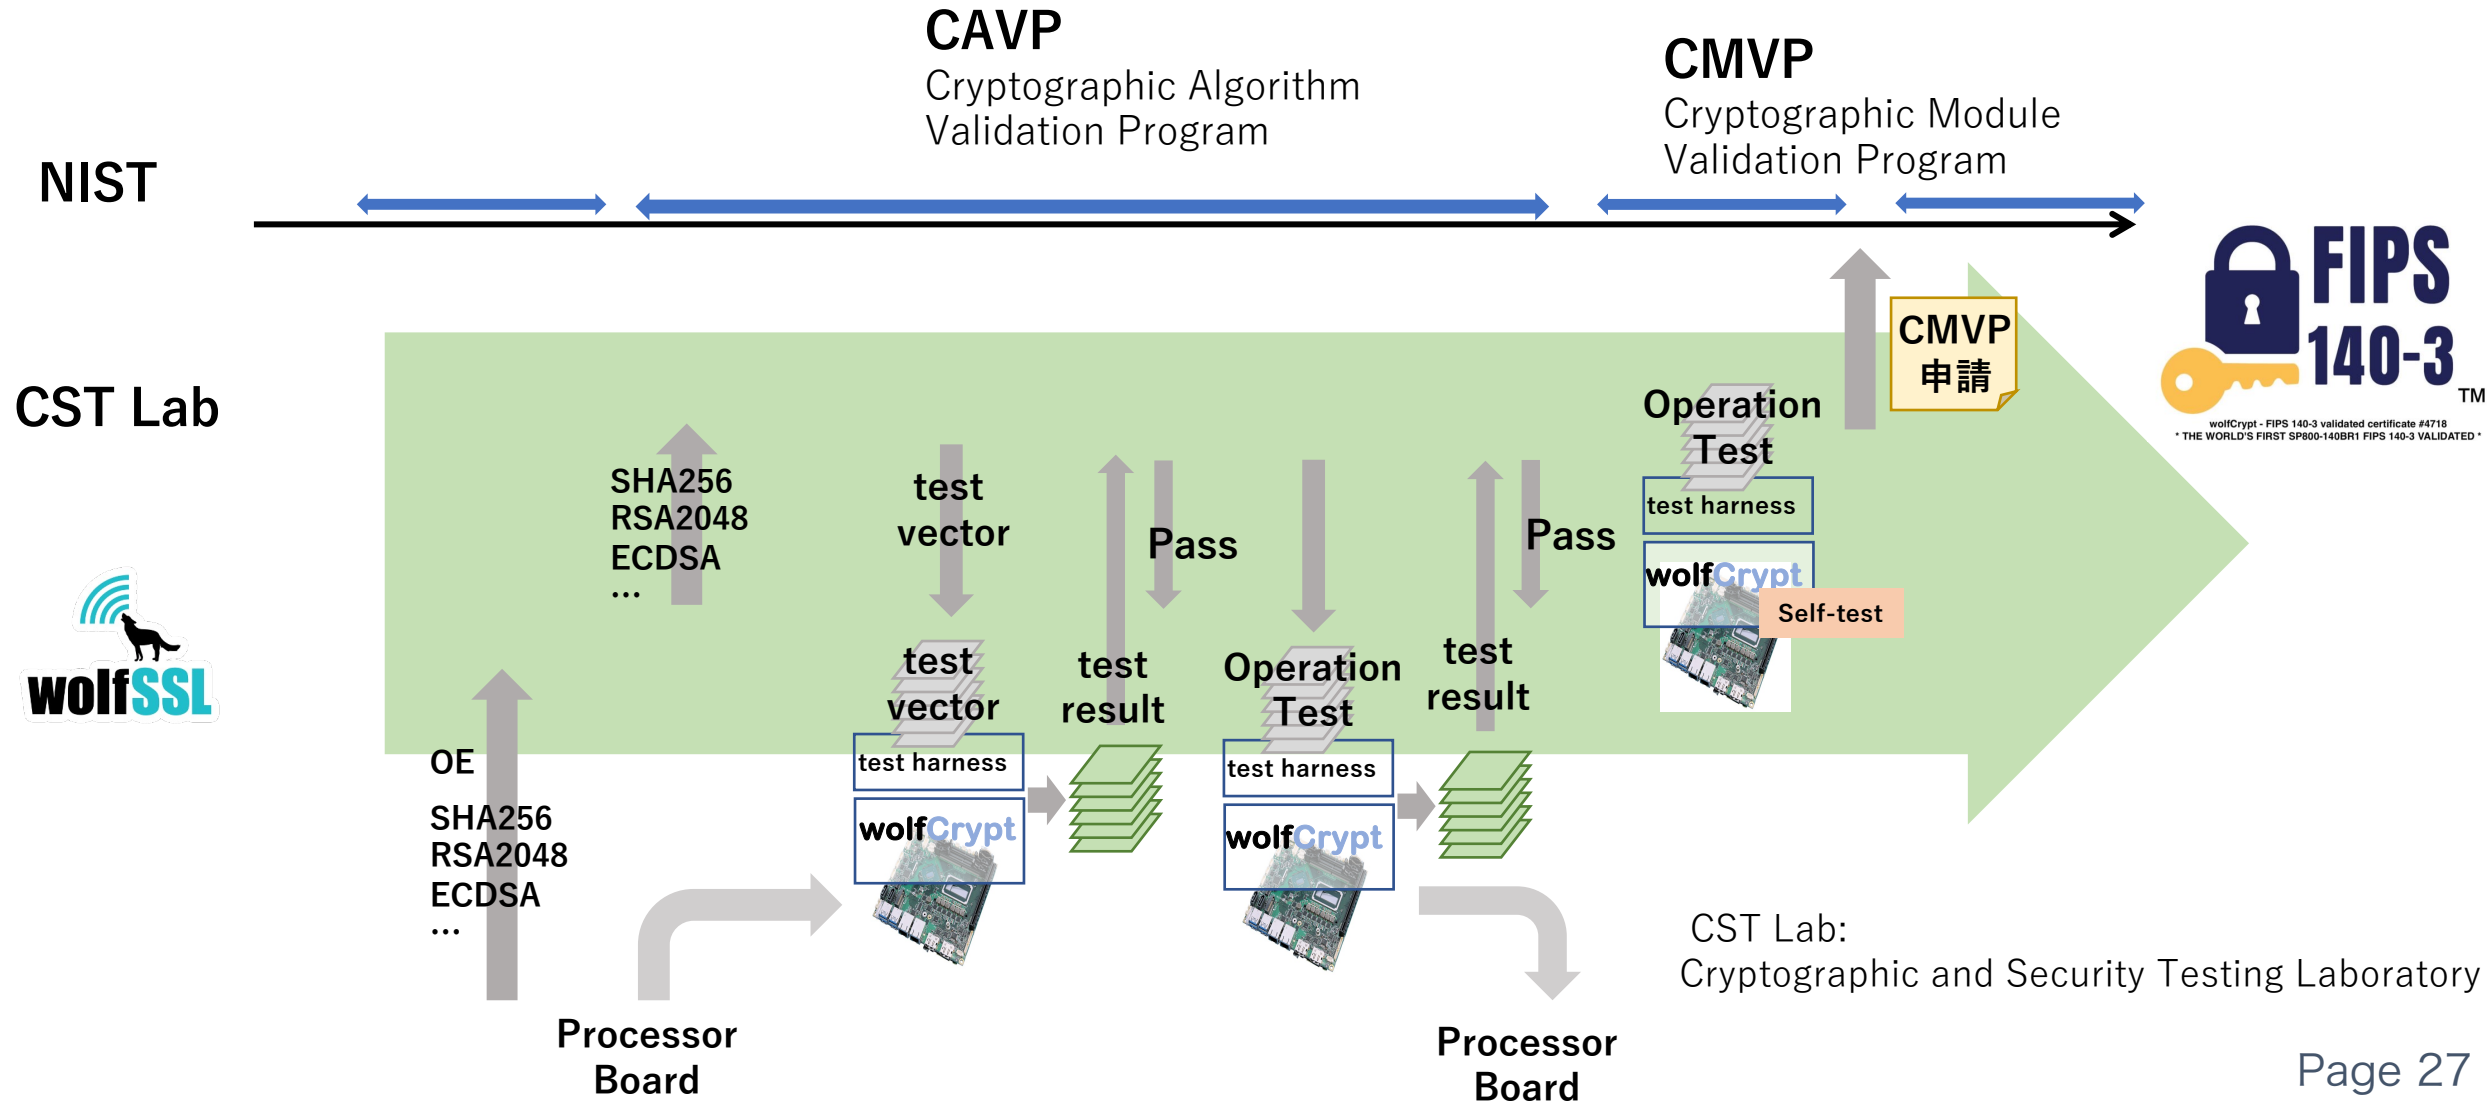 CAVP
Cryptographic Algorithm
Validation Program
CMVP
Cryptographic Module
Validation Program
NIST
FIPS
140-3
TM
wolfCrypt - FIPS 140-3 validated certificate #4718
* THE WORLD'S FIRST SP800-140BR1 FIPS 140-3 VALIDATED *
CMVP
申請
CST Lab
SHA256
RSA2048
ECDSA
...
test
vector
Pass
Pass
Operation
Test
test harness
wolfCrypt
Self-test
wolfSSL
test
vector
test harness
wolfCrypt
test
result
Operation
Test
test harness
wolfCrypt
test
result
OE
SHA256
RSA2048
ECDSA
...
Processor
Board
Processor
Board
CST Lab:
Cryptographic and Security Testing Laboratory
Page 27